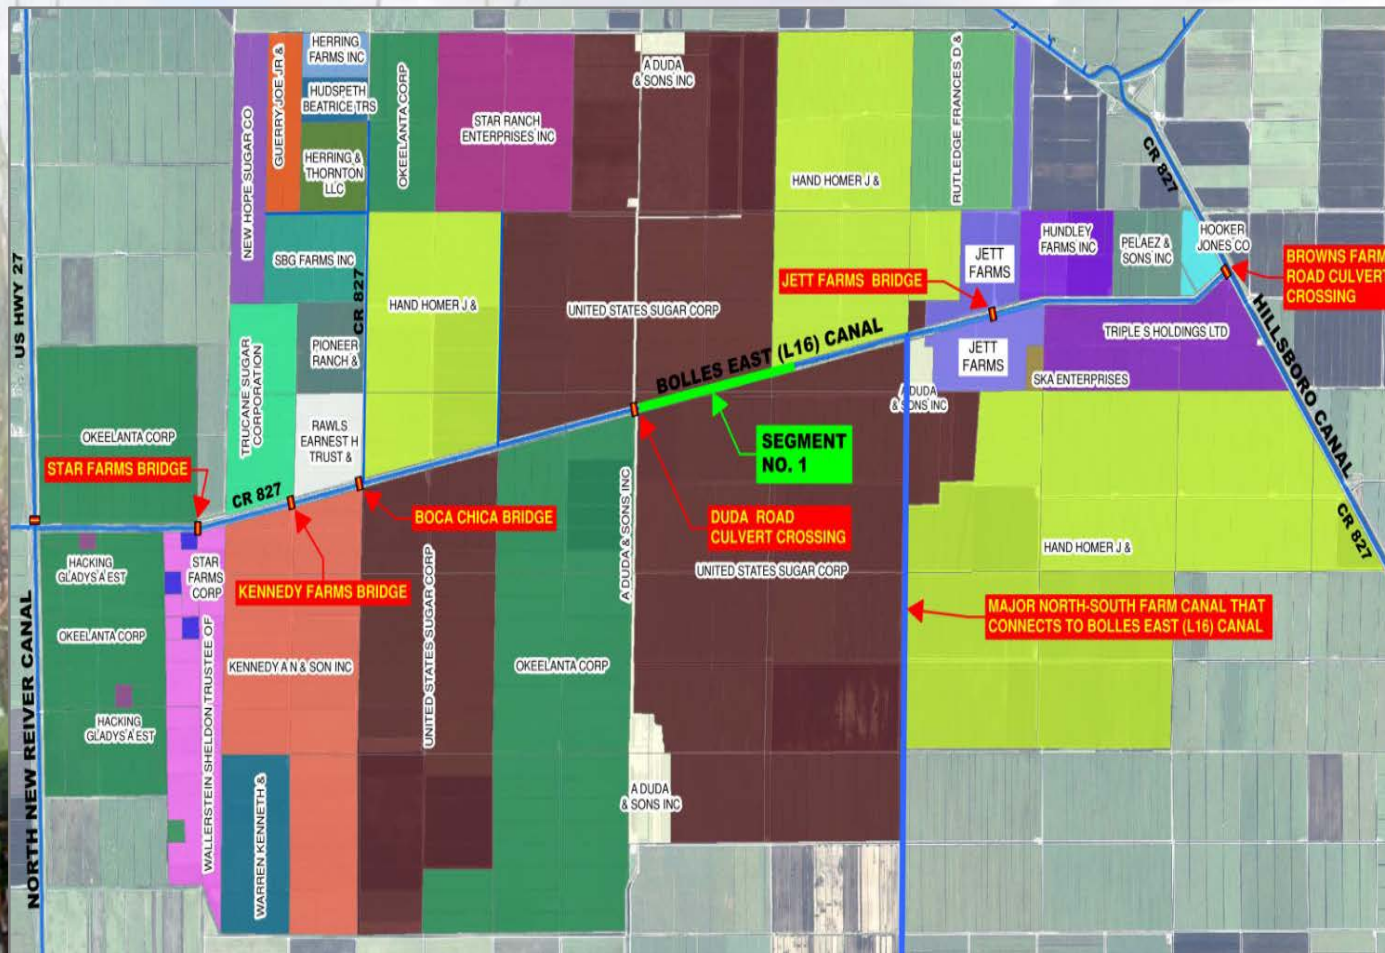 HERRING
FARMS INC
GUERRY JOE JR &
HUDSPETH
BEATRICE TRS
NEW HOPE SUGAR CO
HERRING &
THORNTON
LLC
OKEELANTA CORP
STAR RANCH
ENTERPRISES INC
A DUDA
& SONS INC
HAND HOMER J &
RUTLEDGE FRANCES D &
CR 827
HOOKER
JONES CO
HUNDLEY
FARMS INC
PELAEZ &
SONS INC
JETT
FARMS
BROWNS FARM
ROAD CULVERT
CROSSING
US HWY 27
SBG FARMS INC
CR 827
HAND HOMER J &
UNITED STATES SUGAR CORP
JETT FARMS BRIDGE
TRIPLE S HOLDINGS LTD
HILLSBORO CANAL
CR 827
TRUCANE SUGAR
CORPORATION
PIONEER
RANCH &
BOLLES EAST (L16) CANAL
JETT
FARMS
SKA ENTERPRISES
A DUDA
& SONS INC
OKEELANTA CORP
RAWLS
EARNEST H
TRUST &
SEGMENT
NO. 1
STAR FARMS BRIDGE
CR 827
BOCA CHICA BRIDGE
DUDA ROAD
CULVERT CROSSING
A DUDA & SONS INC
HAND HOMER J &
HACKING
GLADYS A EST
STAR
FARMS
CORP
KENNEDY FARMS BRIDGE
UNITED STATES SUGAR CORP
UNITED STATES SUGAR CORP
MAJOR NORTH-SOUTH FARM CANAL THAT
CONNECTS TO BOLLES EAST (L16) CANAL
NORTH NEW REIVER CANAL
OKEELANTA CORP
WALLERSTEIN SHELDON TRUSTEE OF
KENNEDY A N & SON INC
OKEELANTA CORP
HACKING
GLADYS A EST
WARREN KENNETH &
A DUDA
& SONS INC